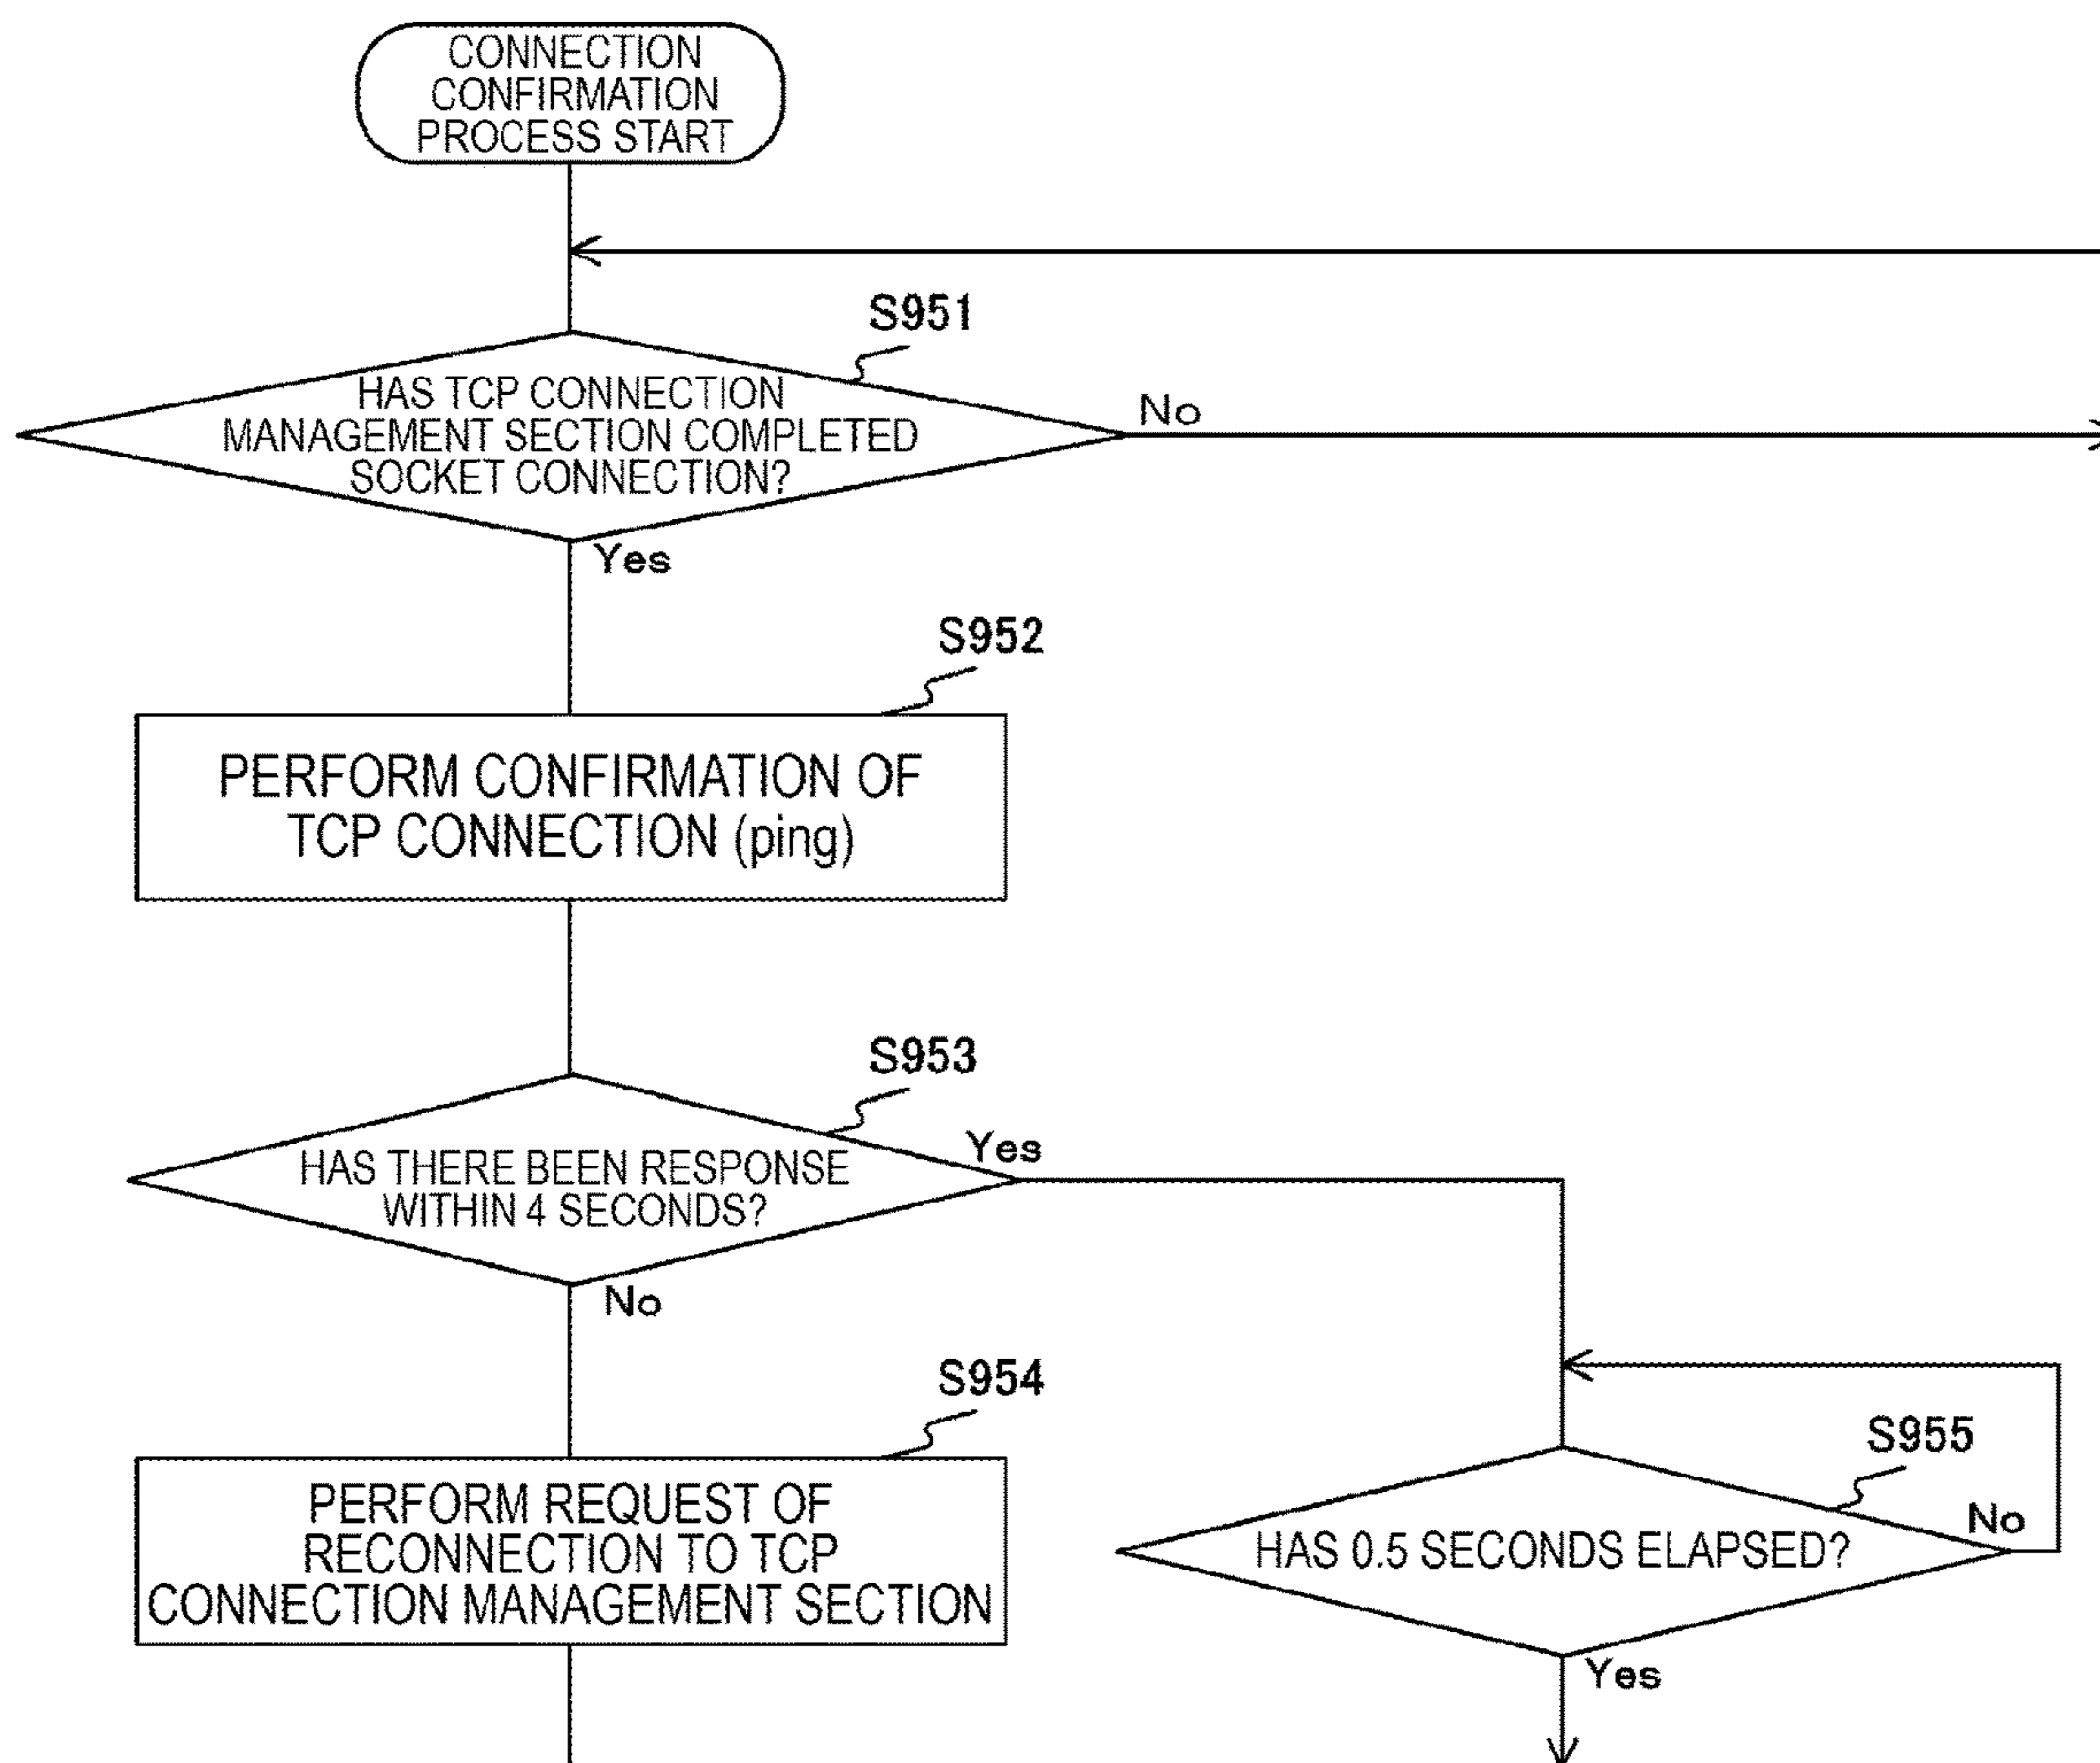 CONNECTION
CONFIRMATION
PROCESS START
S951
HAS TCP CONNECTION
MANAGEMENT SECTION COMPLETED
SOCKET CONNECTION?
No
Yes
S952
PERFORM CONFIRMATION OF
TCP CONNECTION (ping)
S953
HAS THERE BEEN RESPONSE
WITHIN 4 SECONDS?
Yes
No
S954
PERFORM REQUEST OF
RECONNECTION TO TCP
CONNECTION MANAGEMENT SECTION
S955
HAS 0.5 SECONDS ELAPSED?
No
Yes